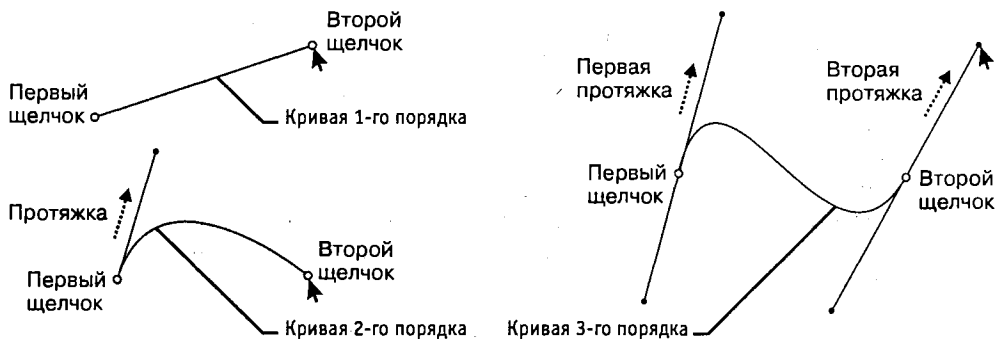 Второй
щелчок
Первый
щелчок
Кривая 1-го порядка
Протяжка
Первый
щелчок
Второй
щелчок
Кривая 2-го порядка
Первая
протяжка
Вторая
протяжка
Первый
щелчок
Второй
щелчок
Кривая 3-го порядка